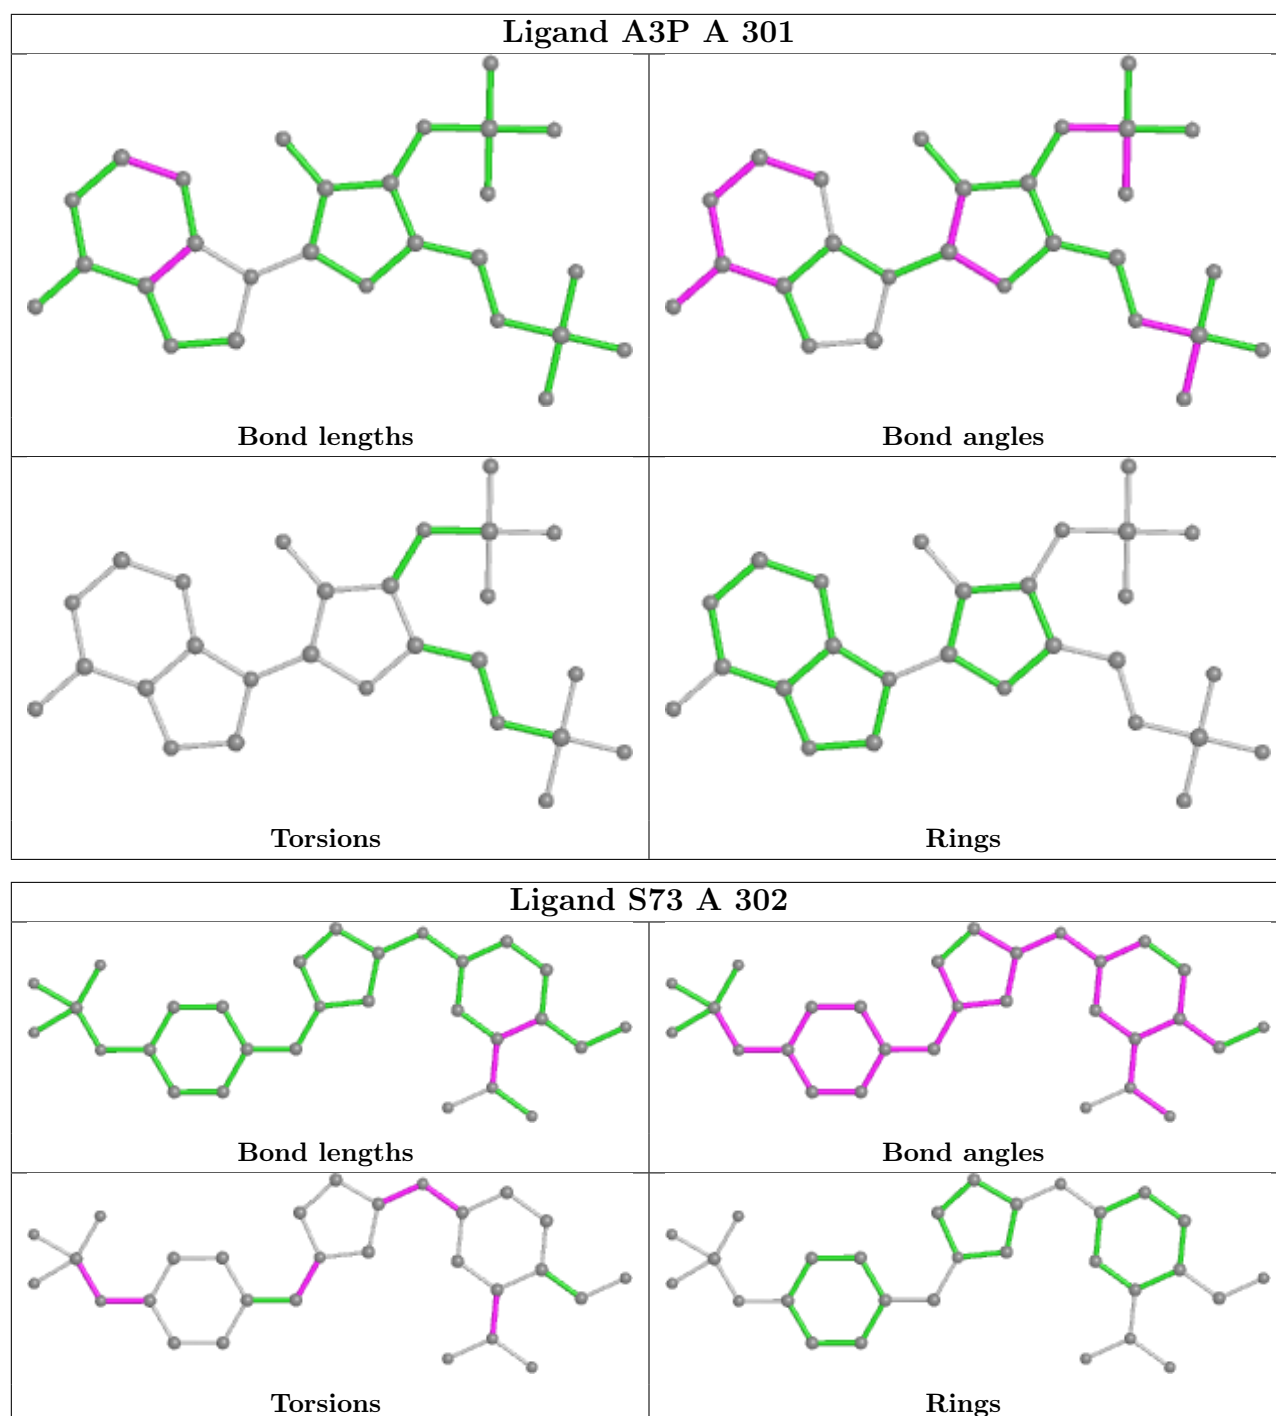 Ligand A3P A 301
Bond lengths
Bond angles
Torsions
Rings
Ligand S73 A 302
Bond lengths
Bond angles
Torsions
Rings